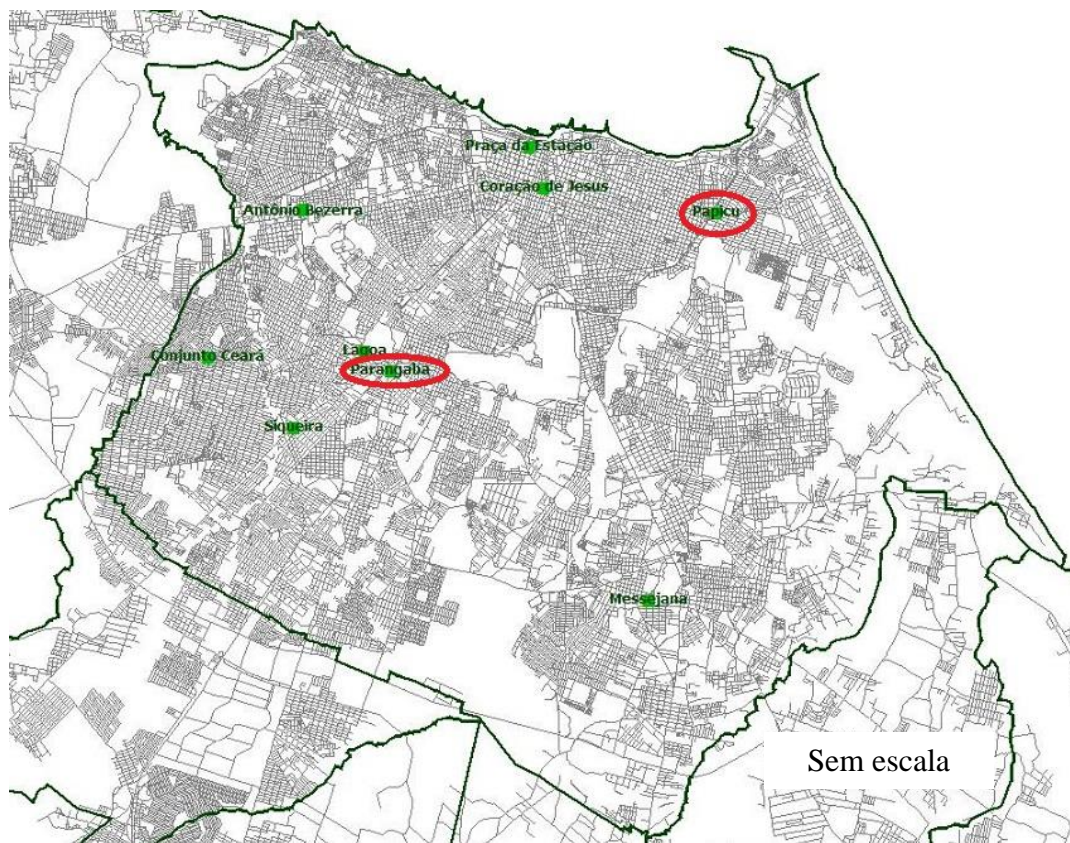 Praça da Estação
Coração de Jesus
Antônio Bezerra
Papicu
Lagoa
Conjunto Ceará
Parangaba
Siqueira
Messejana
Sem escala